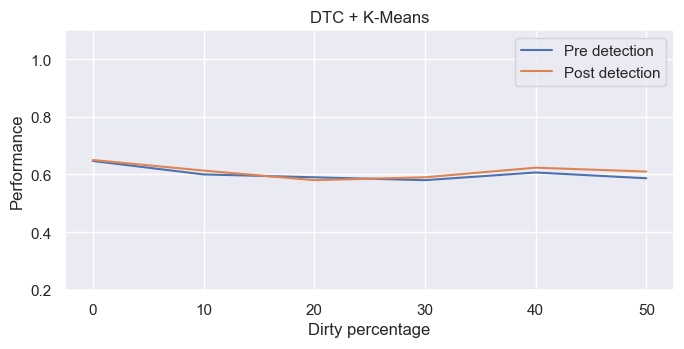 DTC + K-Means
Pre detection
Post detection
Performance
1.0
0.8
0.6
0.4
0.2
0 10 20 30 40 50
Dirty percentage